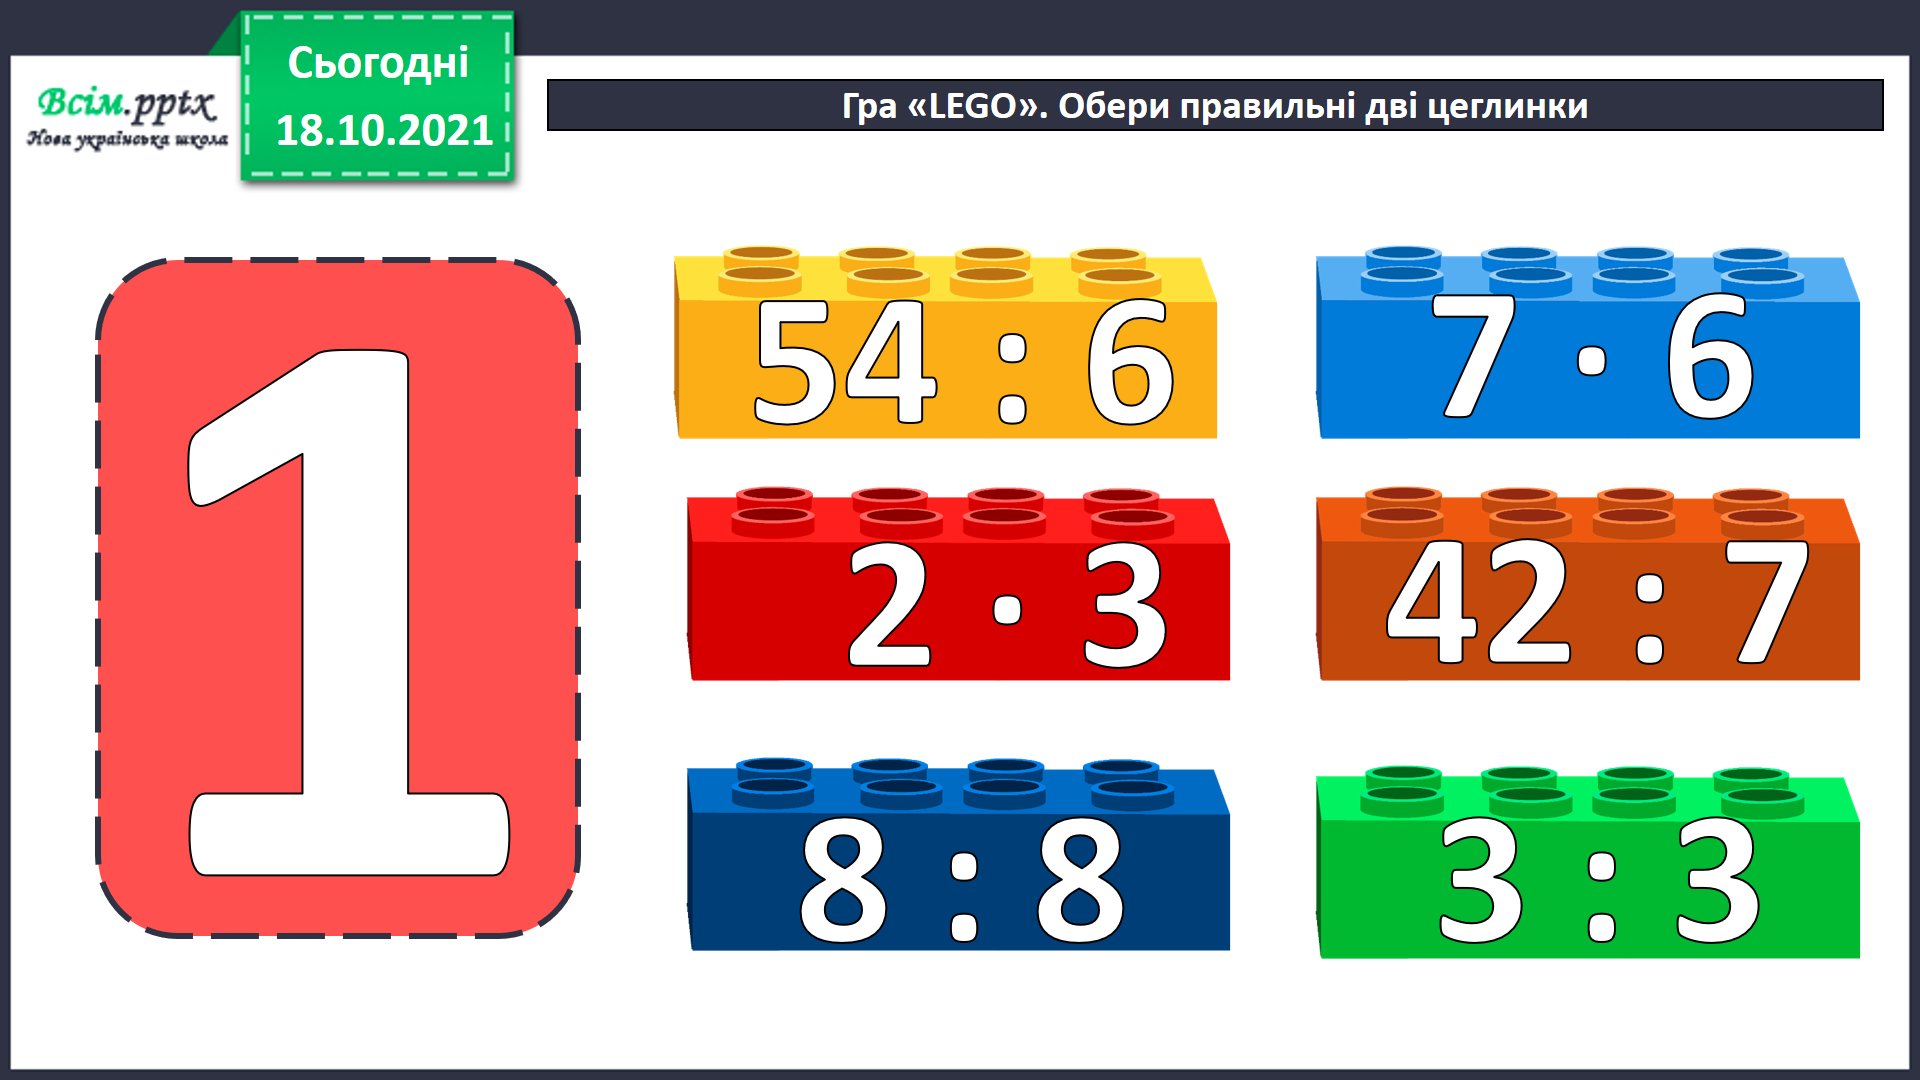 Всім.pptx
Нова українська школа
Сьогодні
18.10.2021
Гра «LEGO». Обери правильні дві цеглинки
1
54 : 6
7 · 6
2 · 3
42 : 7
8 : 8
3 : 3